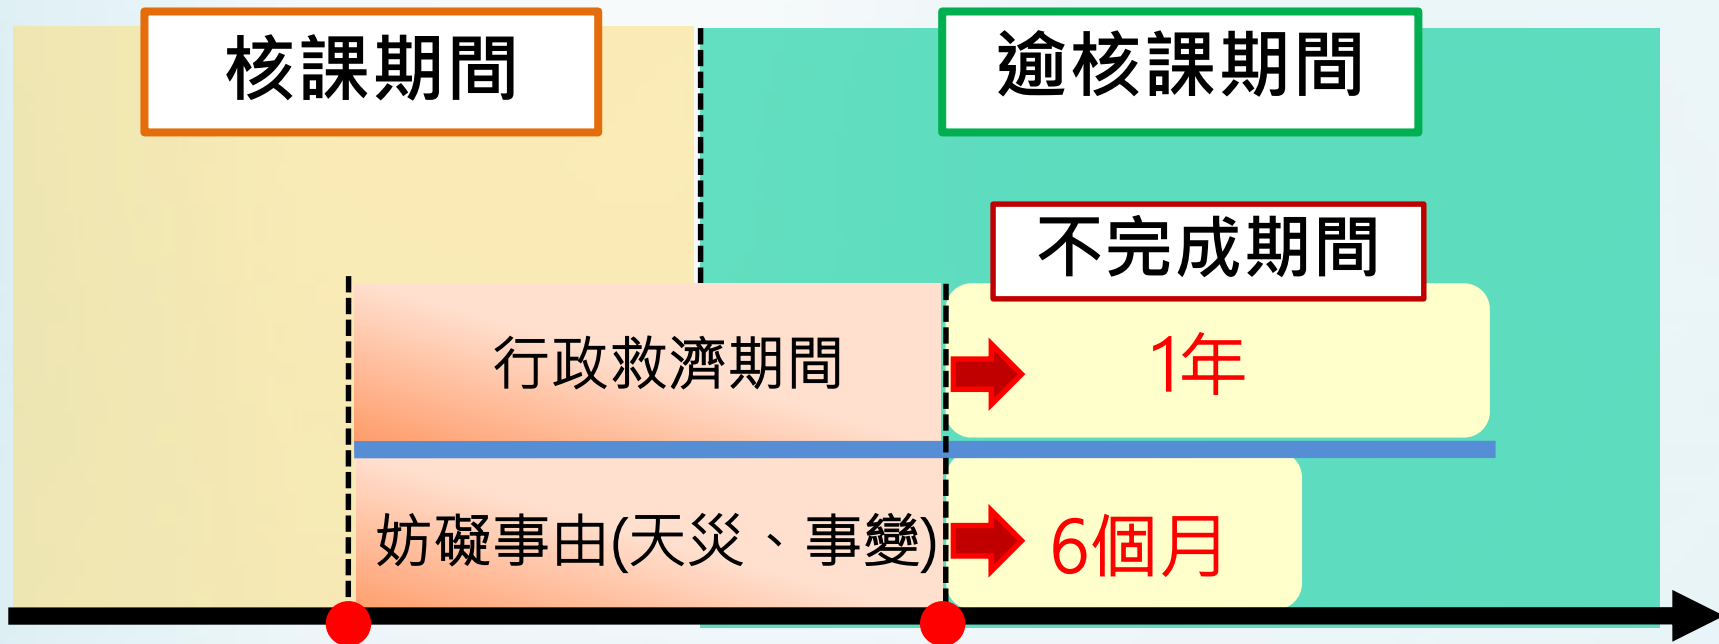 核課期間
逾核課期間
不完成期間
行政救濟期間
1年
妨礙事由(天災、事變)
6個月